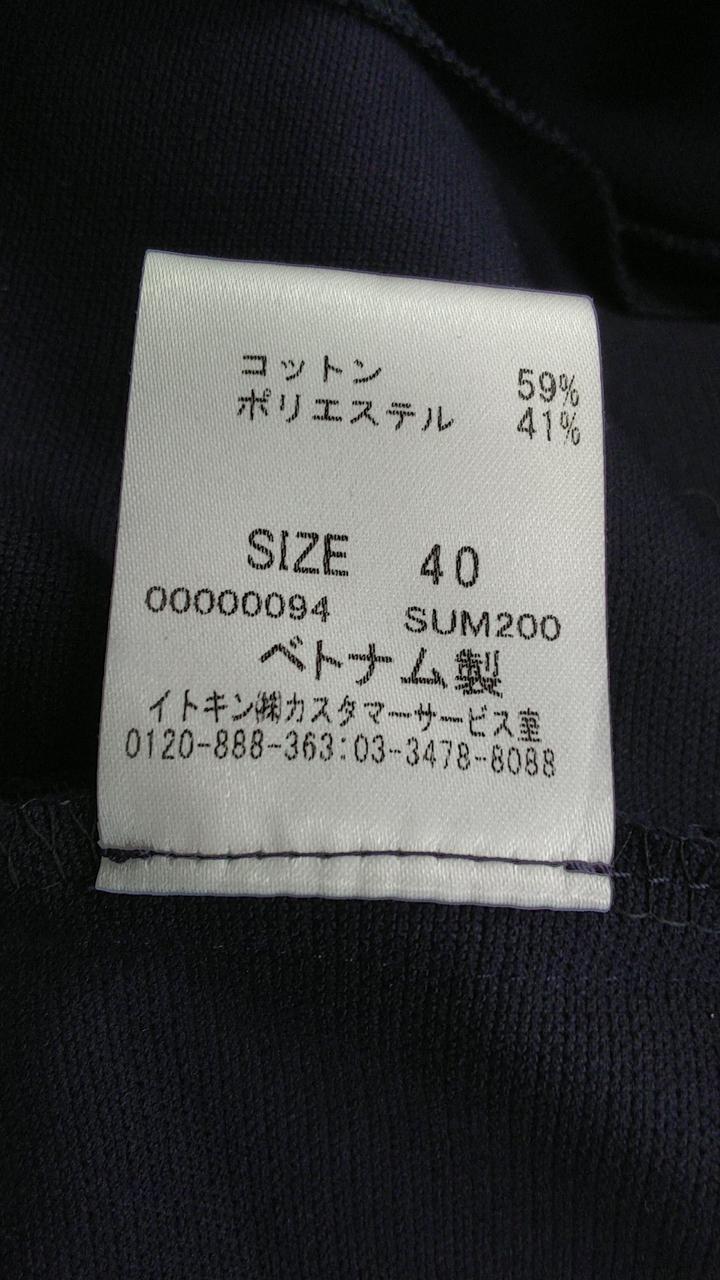 コットン 59%
ポリエステル 41%
SIZE 40
00000094 SUM200
ベトナム製
イトキン㈱カスタマーサービス室
0120-888-363:03-3478-8088